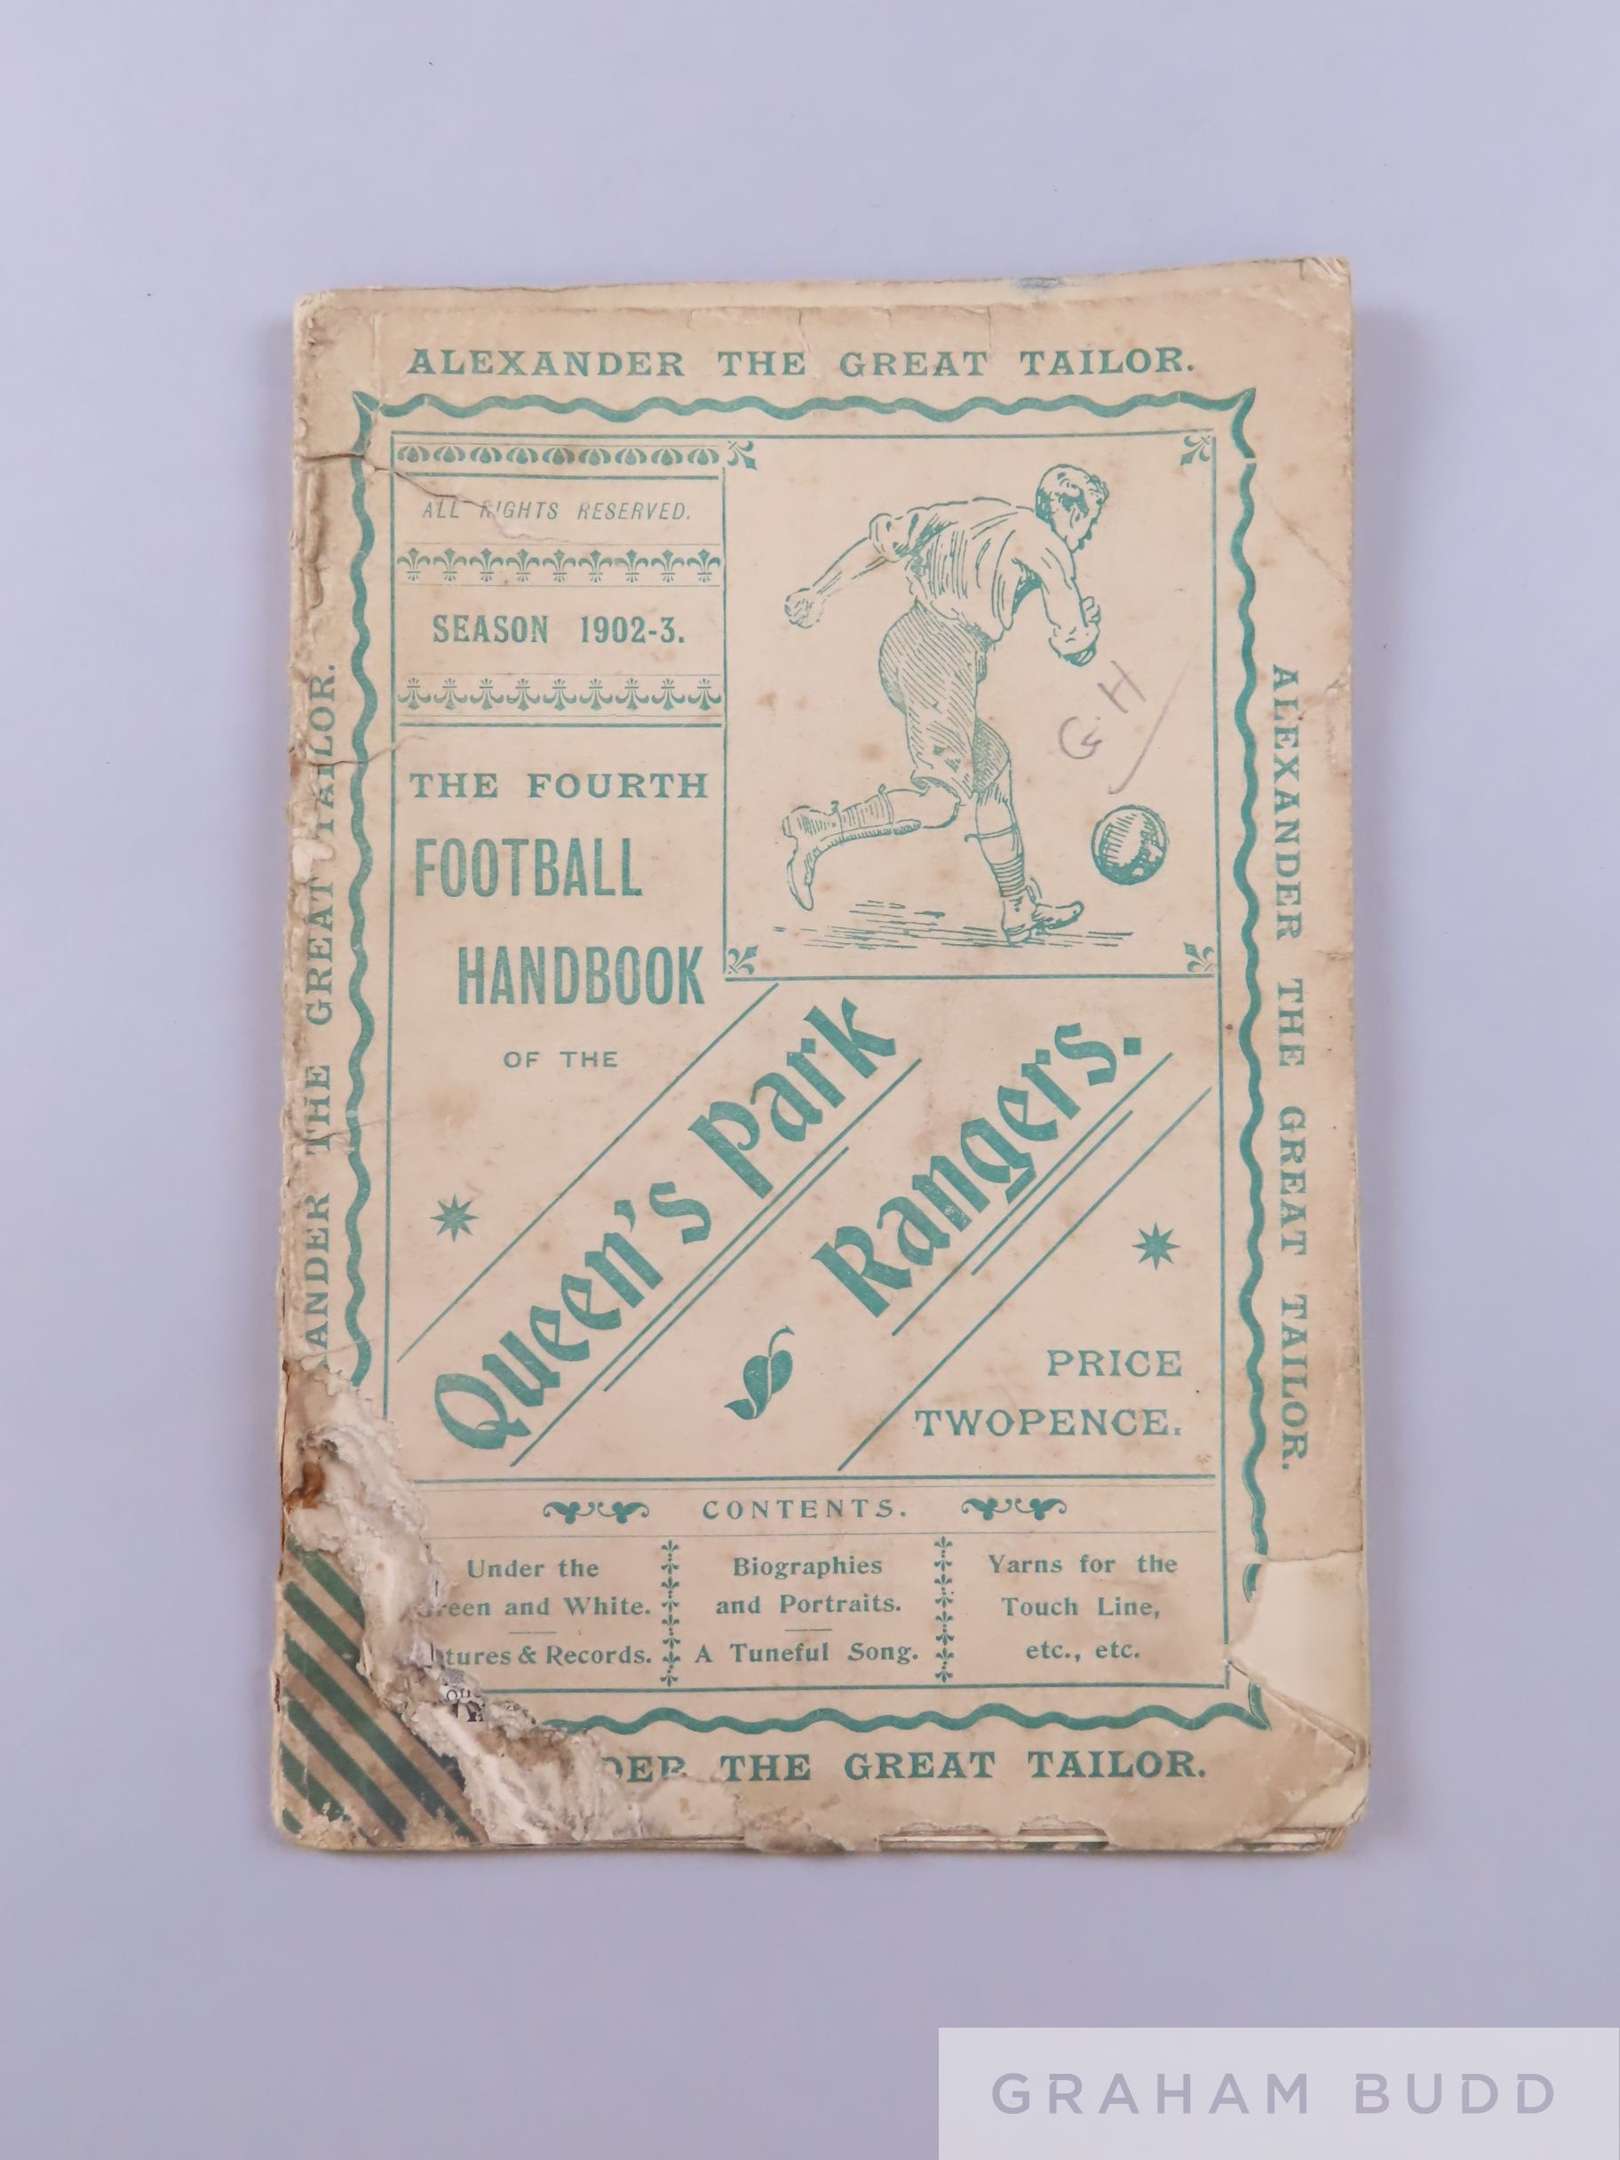 ALEXANDER THE GREAT TAILOR.
ALL RIGHTS RESERVED.
SEASON 1902-3.
THE FOURTH
FOOTBALL
HANDBOOK
OF THE
Queen's Park
Rangers.
G.H
PRICE
TWOPENCE.
CONTENTS.
Under the
Green and White.
tures & Records.
Biographies
and Portraits.
A Tuneful Song.
Yarns for the
Touch Line,
etc., etc.
ANDER THE GREAT TAILOR.
ALEXANDER THE GREAT TAILOR.
DER THE GREAT TAILOR.
GRAHAM BUDD